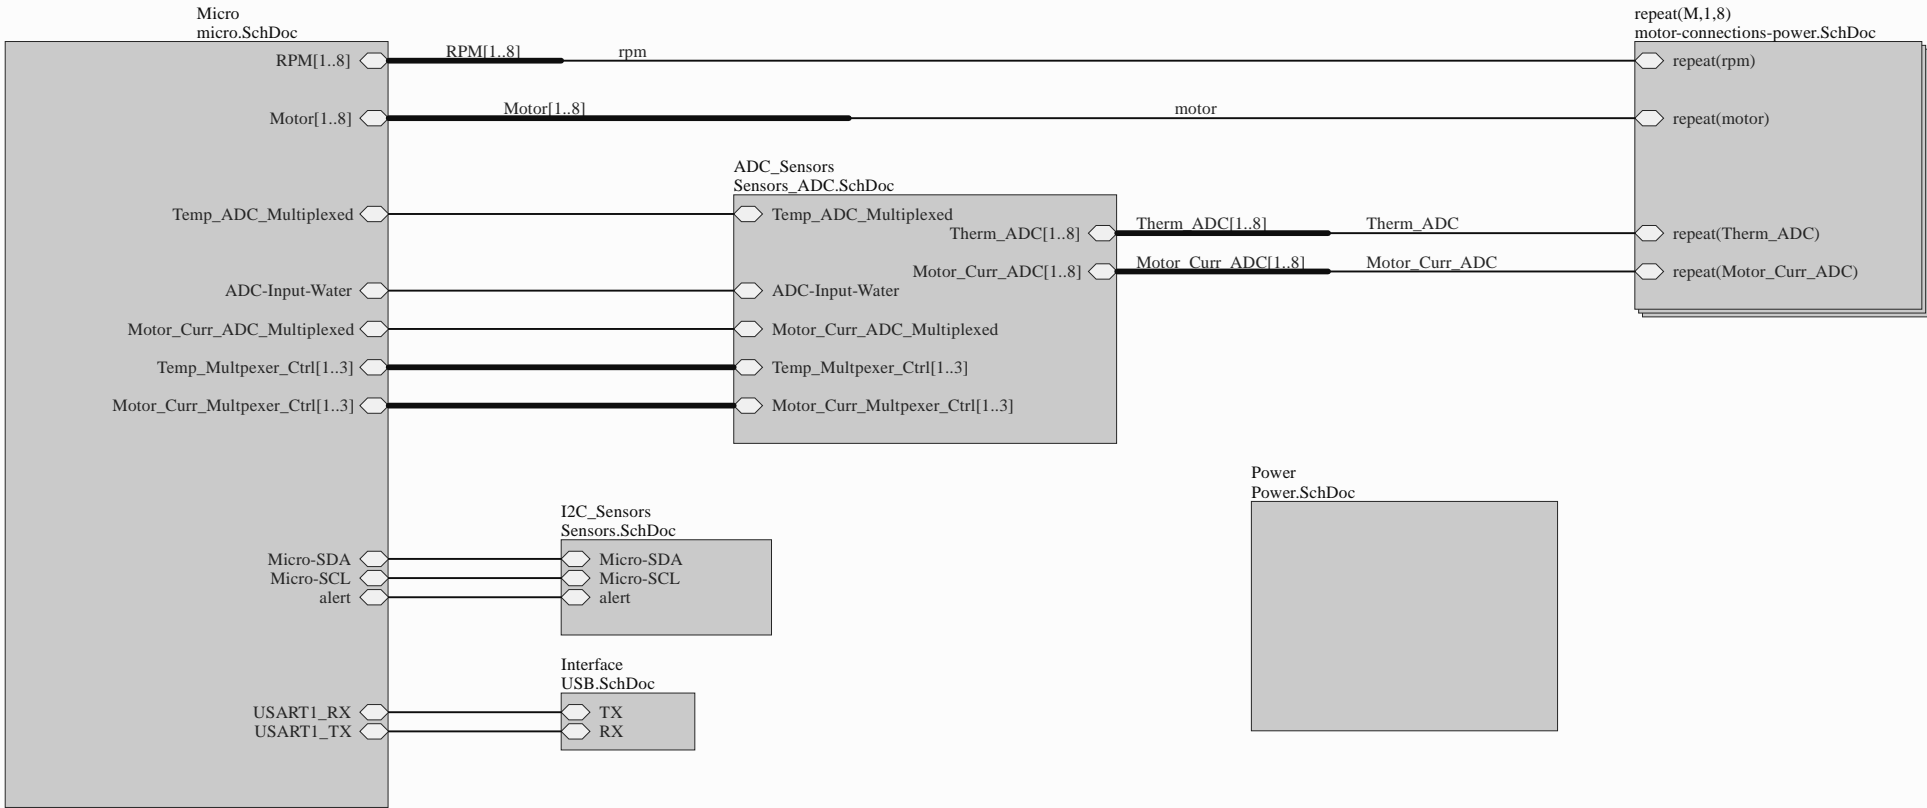 Micro
micro.SchDoc
repeat(M,1,8)
motor-connections-power.SchDoc
RPM[1..8]
RPM[1..8]
rpm
repeat(rpm)
Motor[1..8]
Motor[1..8]
motor
repeat(motor)
ADC_Sensors
Sensors_ADC.SchDoc
Temp_ADC_Multiplexed
Temp_ADC_Multiplexed
Therm_ADC[1..8]
Therm_ADC[1..8]
Therm_ADC
repeat(Therm_ADC)
Motor_Curr_ADC[1..8]
Motor_Curr_ADC[1..8]
Motor_Curr_ADC
repeat(Motor_Curr_ADC)
ADC-Input-Water
ADC-Input-Water
Motor_Curr_ADC_Multiplexed
Motor_Curr_ADC_Multiplexed
Temp_Multpexer_Ctrl[1..3]
Temp_Multpexer_Ctrl[1..3]
Motor_Curr_Multpexer_Ctrl[1..3]
Motor_Curr_Multpexer_Ctrl[1..3]
Power
Power.SchDoc
I2C_Sensors
Sensors.SchDoc
Micro-SDA
Micro-SDA
Micro-SCL
Micro-SCL
alert
alert
Interface
USB.SchDoc
USART1_RX
TX
USART1_TX
RX